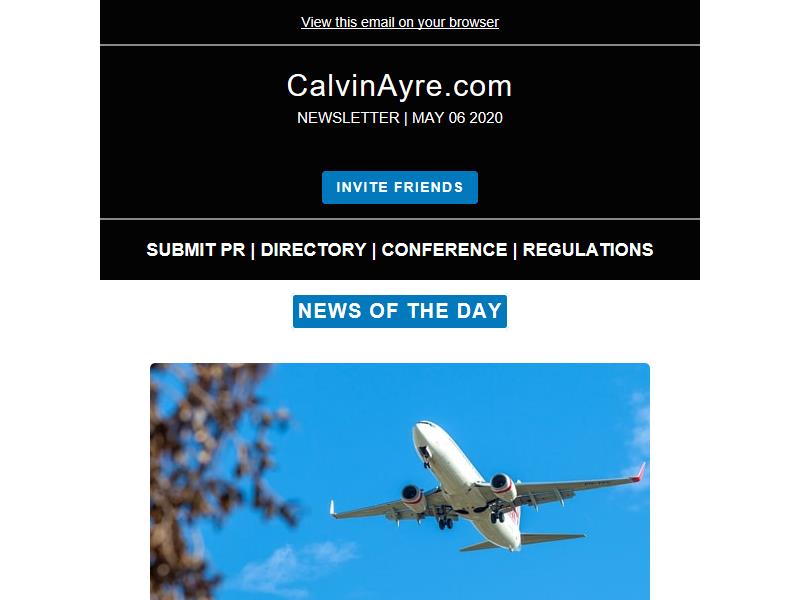 View this email on your browser
CalvinAyre.com
NEWSLETTER | MAY 06 2020
INVITE FRIENDS
SUBMIT PR | DIRECTORY | CONFERENCE | REGULATIONS
NEWS OF THE DAY